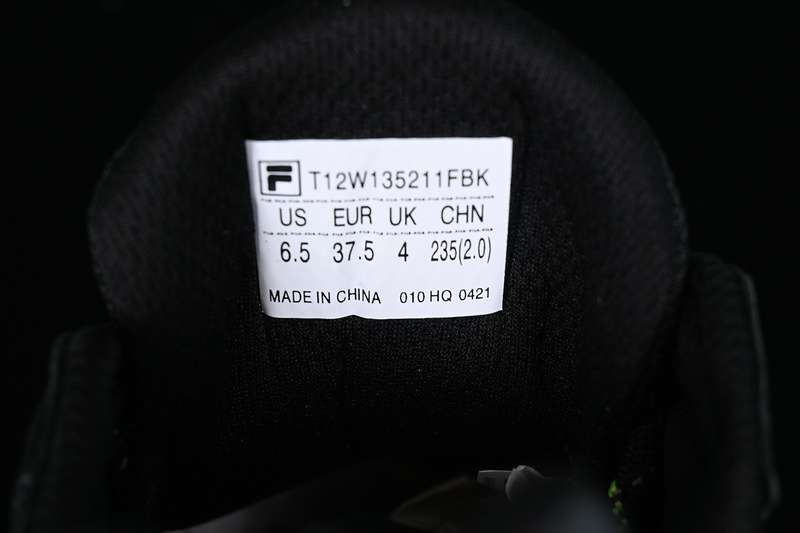 F T12W135211FBK
US EUR UK CHN
6.5 37.5 4 235(2.0)
MADE IN CHINA 010 HQ 0421